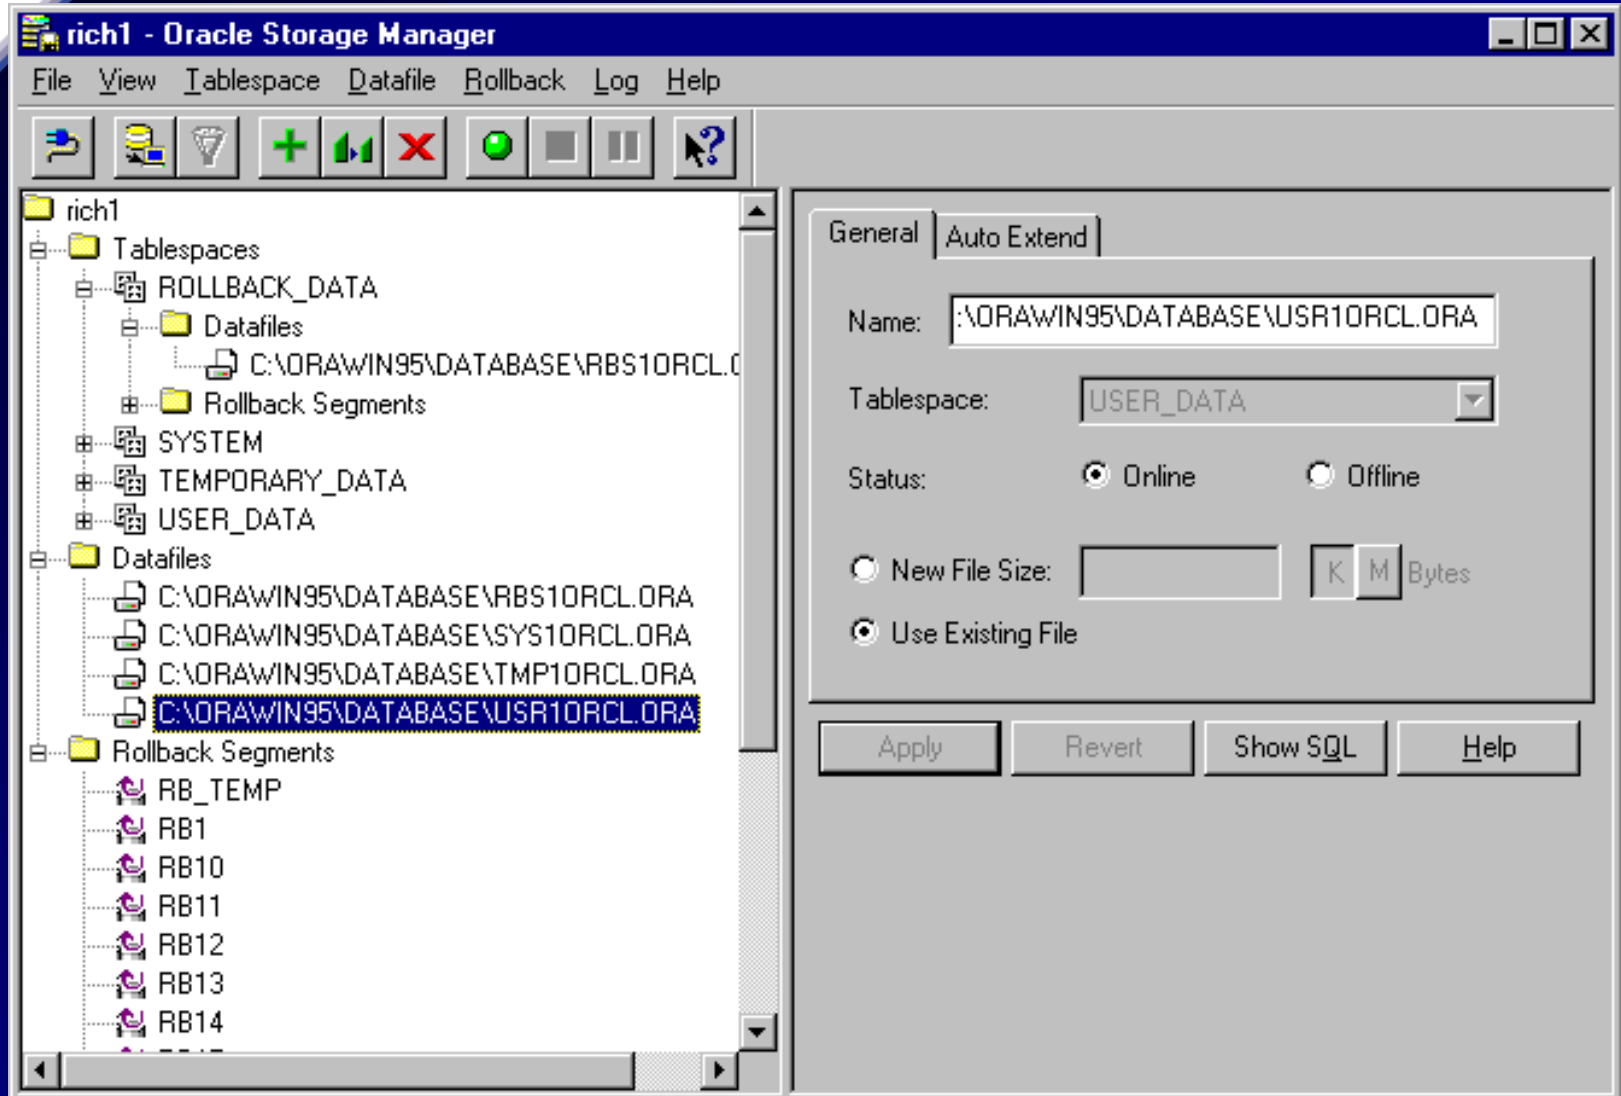 rich1 - Oracle Storage Manager
File View Tablespace Datafile Rollback Log Help
rich1
Tablespaces
ROLLBACK_DATA
Datafiles
C:\ORAWIN95\DATABASE\RBS1ORCL.
Rollback Segments
SYSTEM
TEMPORARY_DATA
USER_DATA
Datafiles
C:\ORAWIN95\DATABASE\RBS1ORCL.ORA
C:\ORAWIN95\DATABASE\SYS1ORCL.ORA
C:\ORAWIN95\DATABASE\TMP1ORCL.ORA
C:\ORAWIN95\DATABASE\USR1ORCL.ORA
Rollback Segments
RB_TEMP
RB1
RB10
RB11
RB12
RB13
RB14
General Auto Extend
Name: :\ORAWIN95\DATABASE\USR1ORCL.ORA
Tablespace: USER_DATA
Status: Online Offline
New File Size: K M Bytes
Use Existing File
Apply Revert Show SQL Help